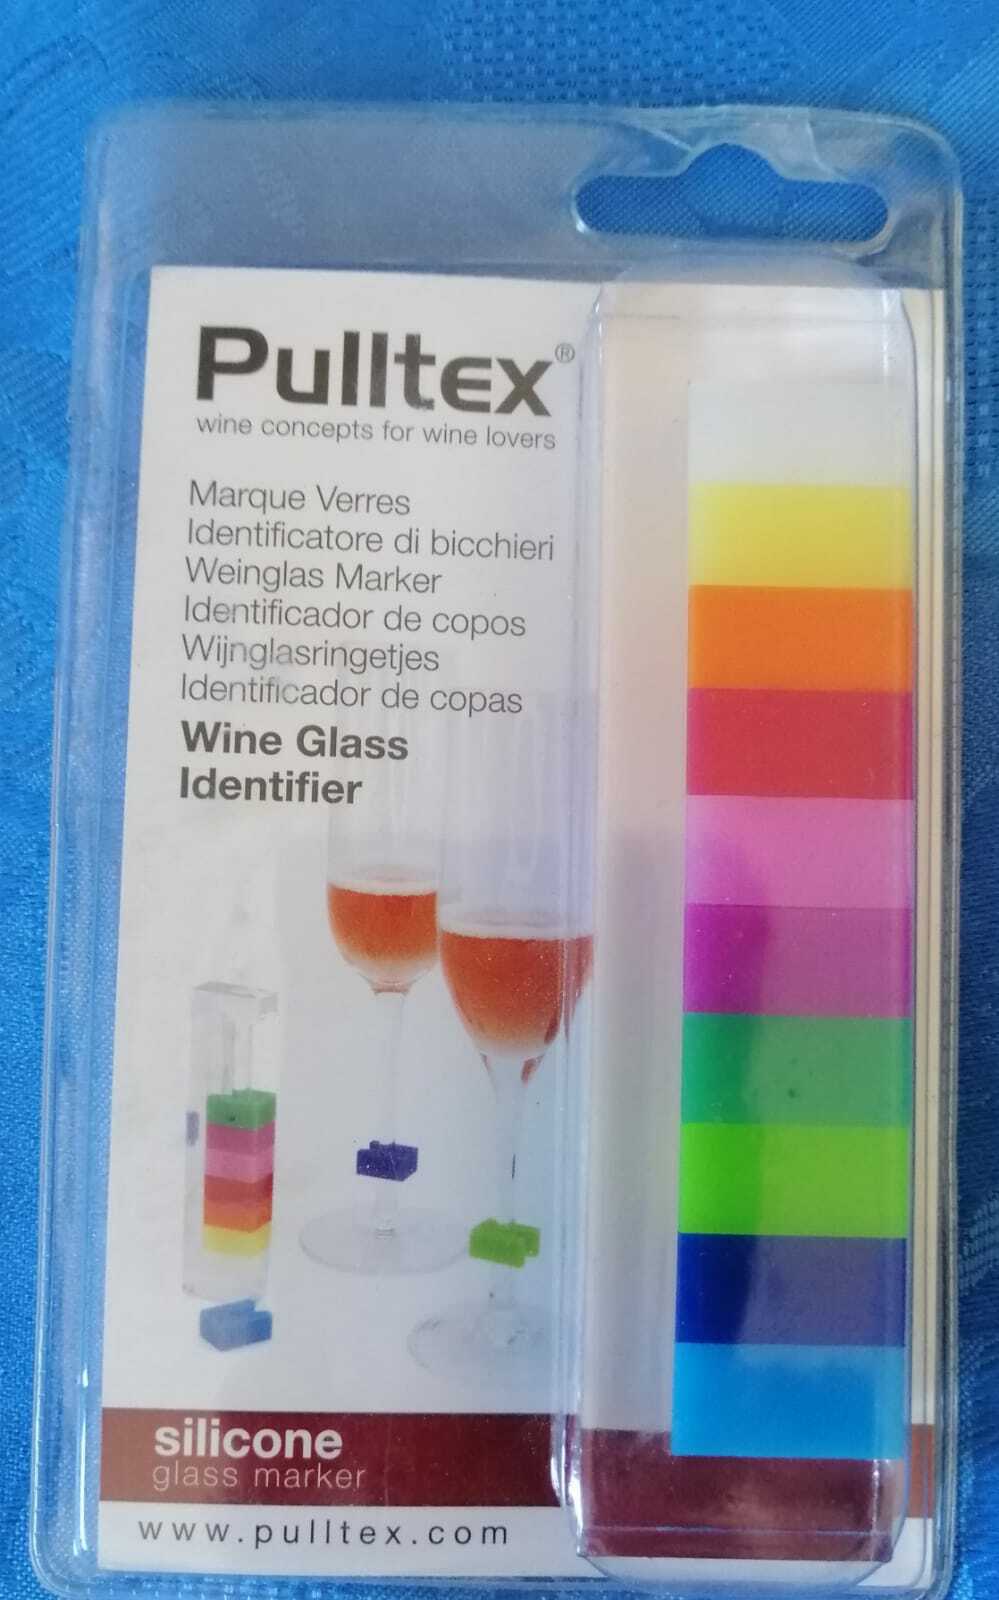 Pulltex®
wine concepts for wine lovers
Marque Verres
Identificatore di bicchieri
Weinglas Marker
Identificador de copos
Wijnglasringetjes
Identificador de copas
Wine Glass
Identifier
silicone
glass marker
www.pulltex.com